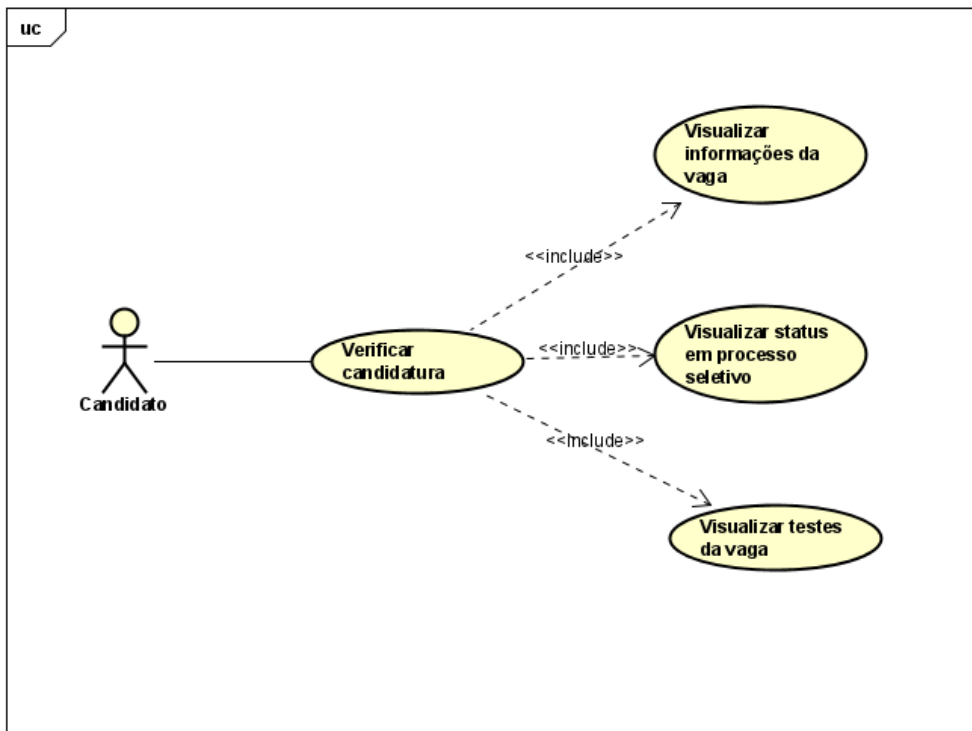 uc
Visualizar
informações da
vaga
<<include>>
Visualizar status
em processo
seletivo
<<include>>
Verificar
candidatura
Candidato
<<include>>
Visualizar testes
da vaga